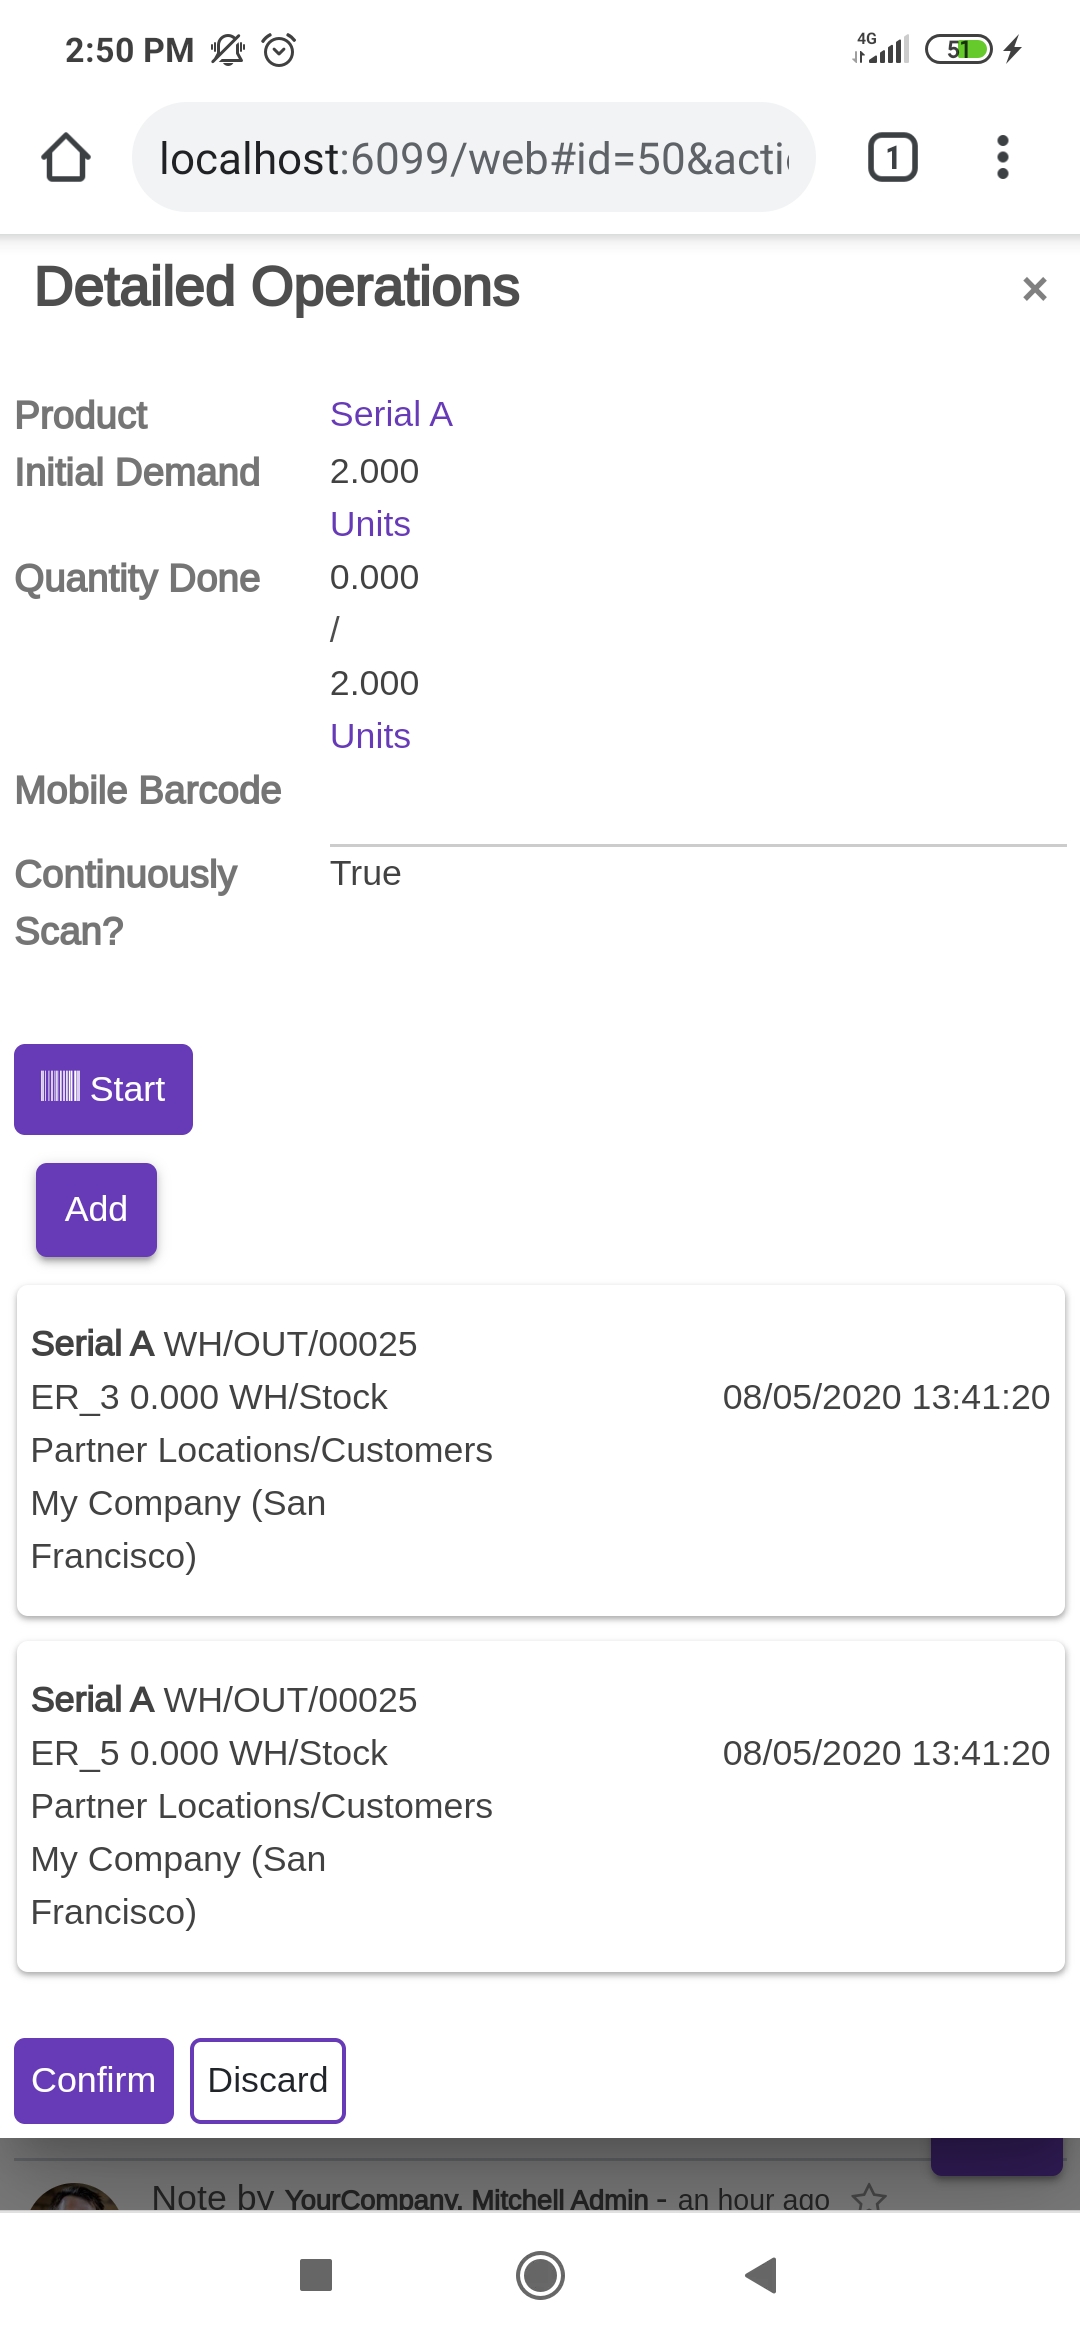 2:50 PM 4G 51
localhost:6099/web#id=50&acti
1
Detailed Operations ×
Product Serial A
Initial Demand 2.000
Units
Quantity Done 0.000
/
2.000
Units
Mobile Barcode
Continuously True
Scan?
Start
Add
Serial A WH/OUT/00025
ER_3 0.000 WH/Stock 08/05/2020 13:41:20
Partner Locations/Customers
My Company (San
Francisco)
Serial A WH/OUT/00025
ER_5 0.000 WH/Stock 08/05/2020 13:41:20
Partner Locations/Customers
My Company (San
Francisco)
Confirm Discard
Note by YourCompany, Mitchell Admin - an hour ago